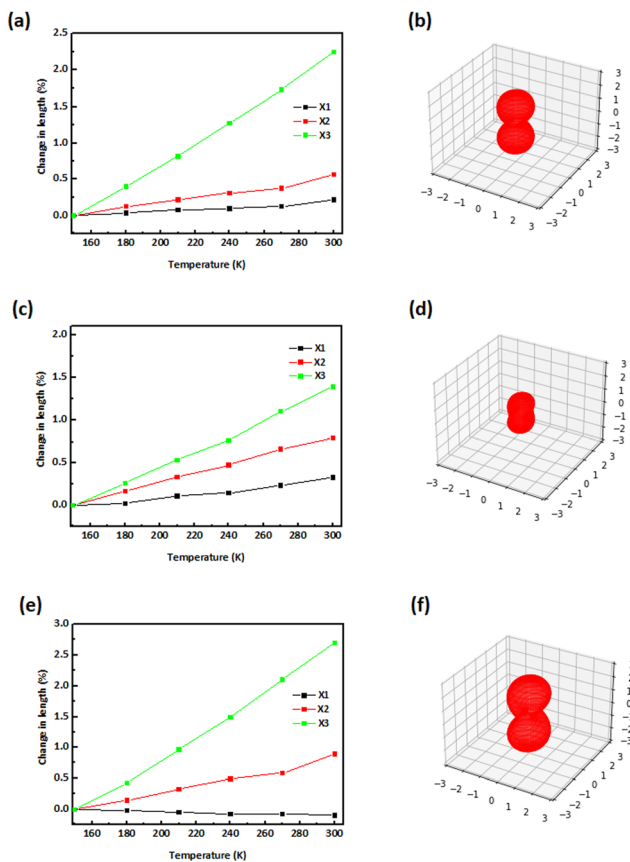 (a)
2.5
2.0
1.5
1.0
0.5
0.0
Change in length (%)
X1
X2
X3
160 180 200 220 240 260 280 300
Temperature (K)
(b)
3
2
1
0
−1
−2
−3
−3 −2 −1 0 1 2 3
−3 −2 −1 0 1 2 3
(c)
2.0
1.5
1.0
0.5
0.0
Change in length (%)
X1
X2
X3
160 180 200 220 240 260 280 300
Temperature (K)
(d)
3
2
1
0
−1
−2
−3
−3 −2 −1 0 1 2 3
−3 −2 −1 0 1 2 3
(e)
3.0
2.5
2.0
1.5
1.0
0.5
0.0
Change in length (%)
X1
X2
X3
160 180 200 220 240 260 280 300
Temperature (K)
(f)
−3 −2 −1 0 1 2 3
−3 −2 −1 0 1 2 3